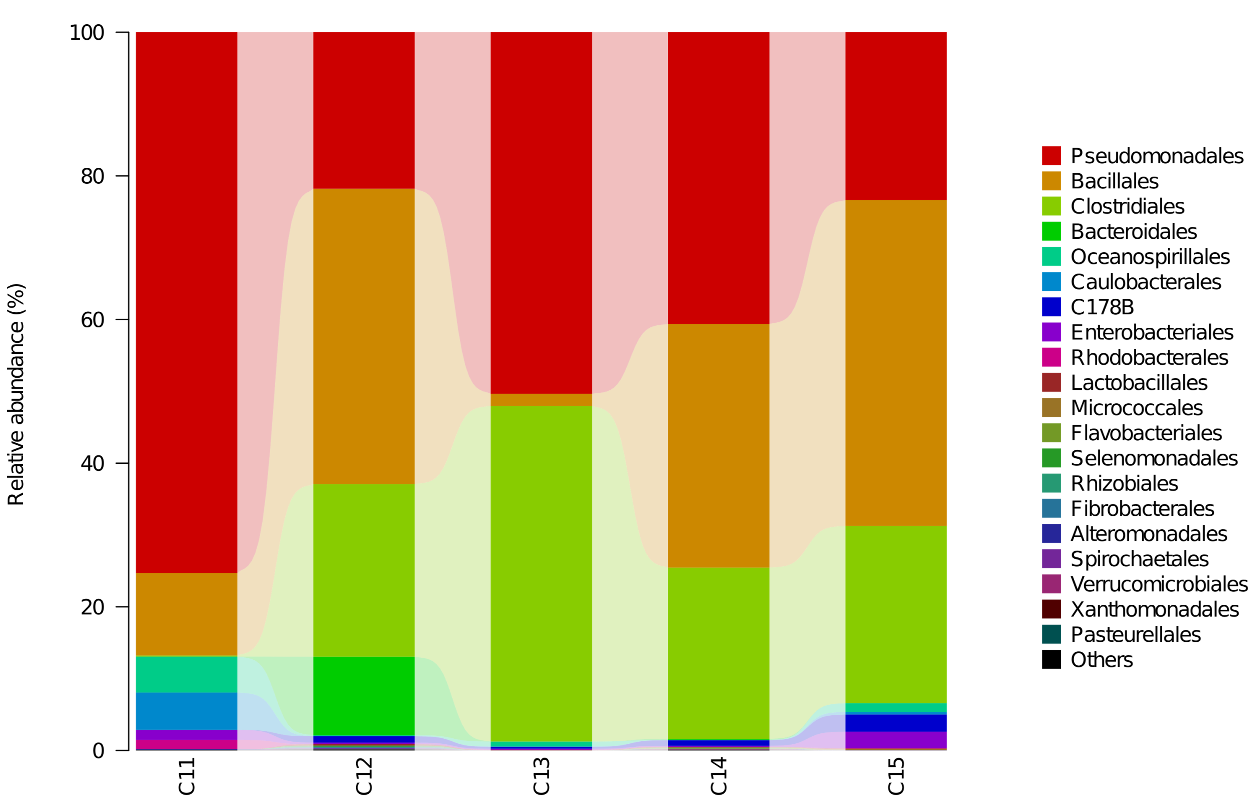 100
80
60
40
20
0
Relative abundance (%)
C11
C12
C13
C14
C15
Pseudomonadales
Bacillales
Clostridiales
Bacteroidales
Oceanospirillales
Caulobacterales
C178B
Enterobacteriales
Rhodobacterales
Lactobacillales
Micrococcales
Flavobacteriales
Selenomonadales
Rhizobiales
Fibrobacterales
Alteromonadales
Spirochaetales
Verrucomicrobiales
Xanthomonadales
Pasteurellales
Others